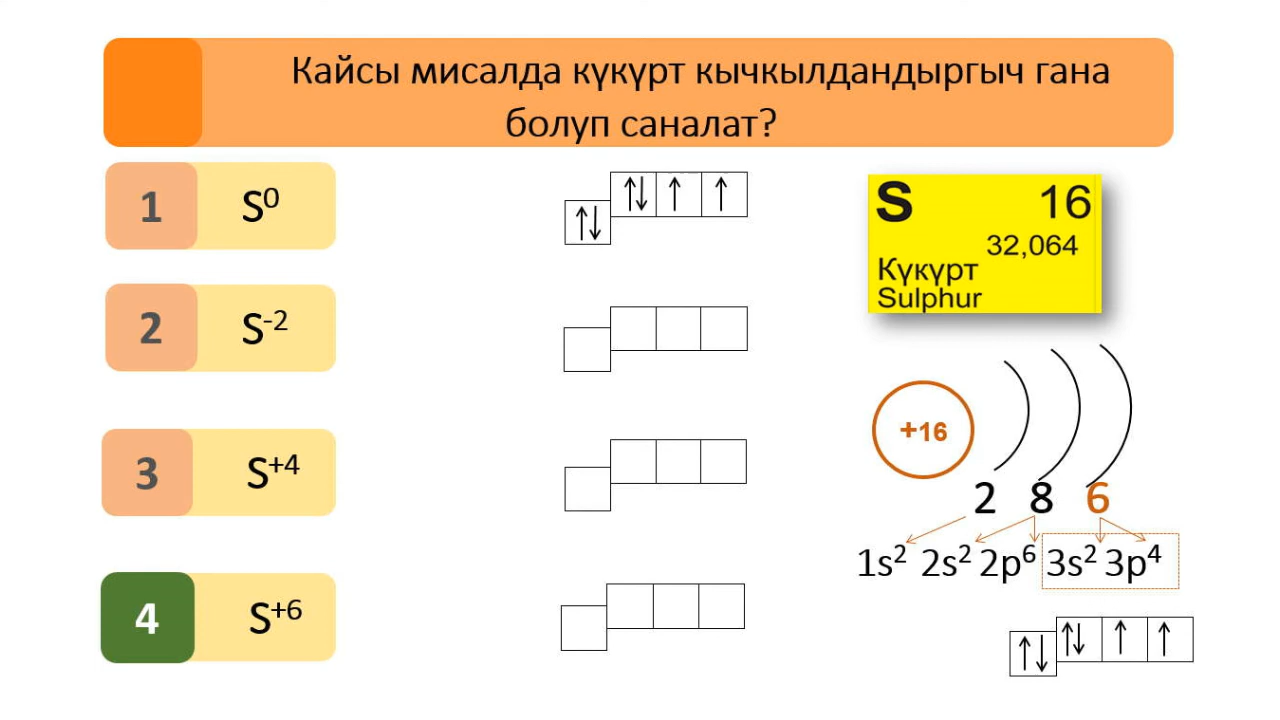 Кайсы мисалда күкүрт кычкылдандыргыч гана
болуп саналат?
1 S⁰
2 S⁻²
3 S⁺⁴
4 S⁺⁶
S 16
32,064
Күкүрт
Sulphur
+16
2 8 6
1s² 2s² 2p⁶ 3s² 3p⁴